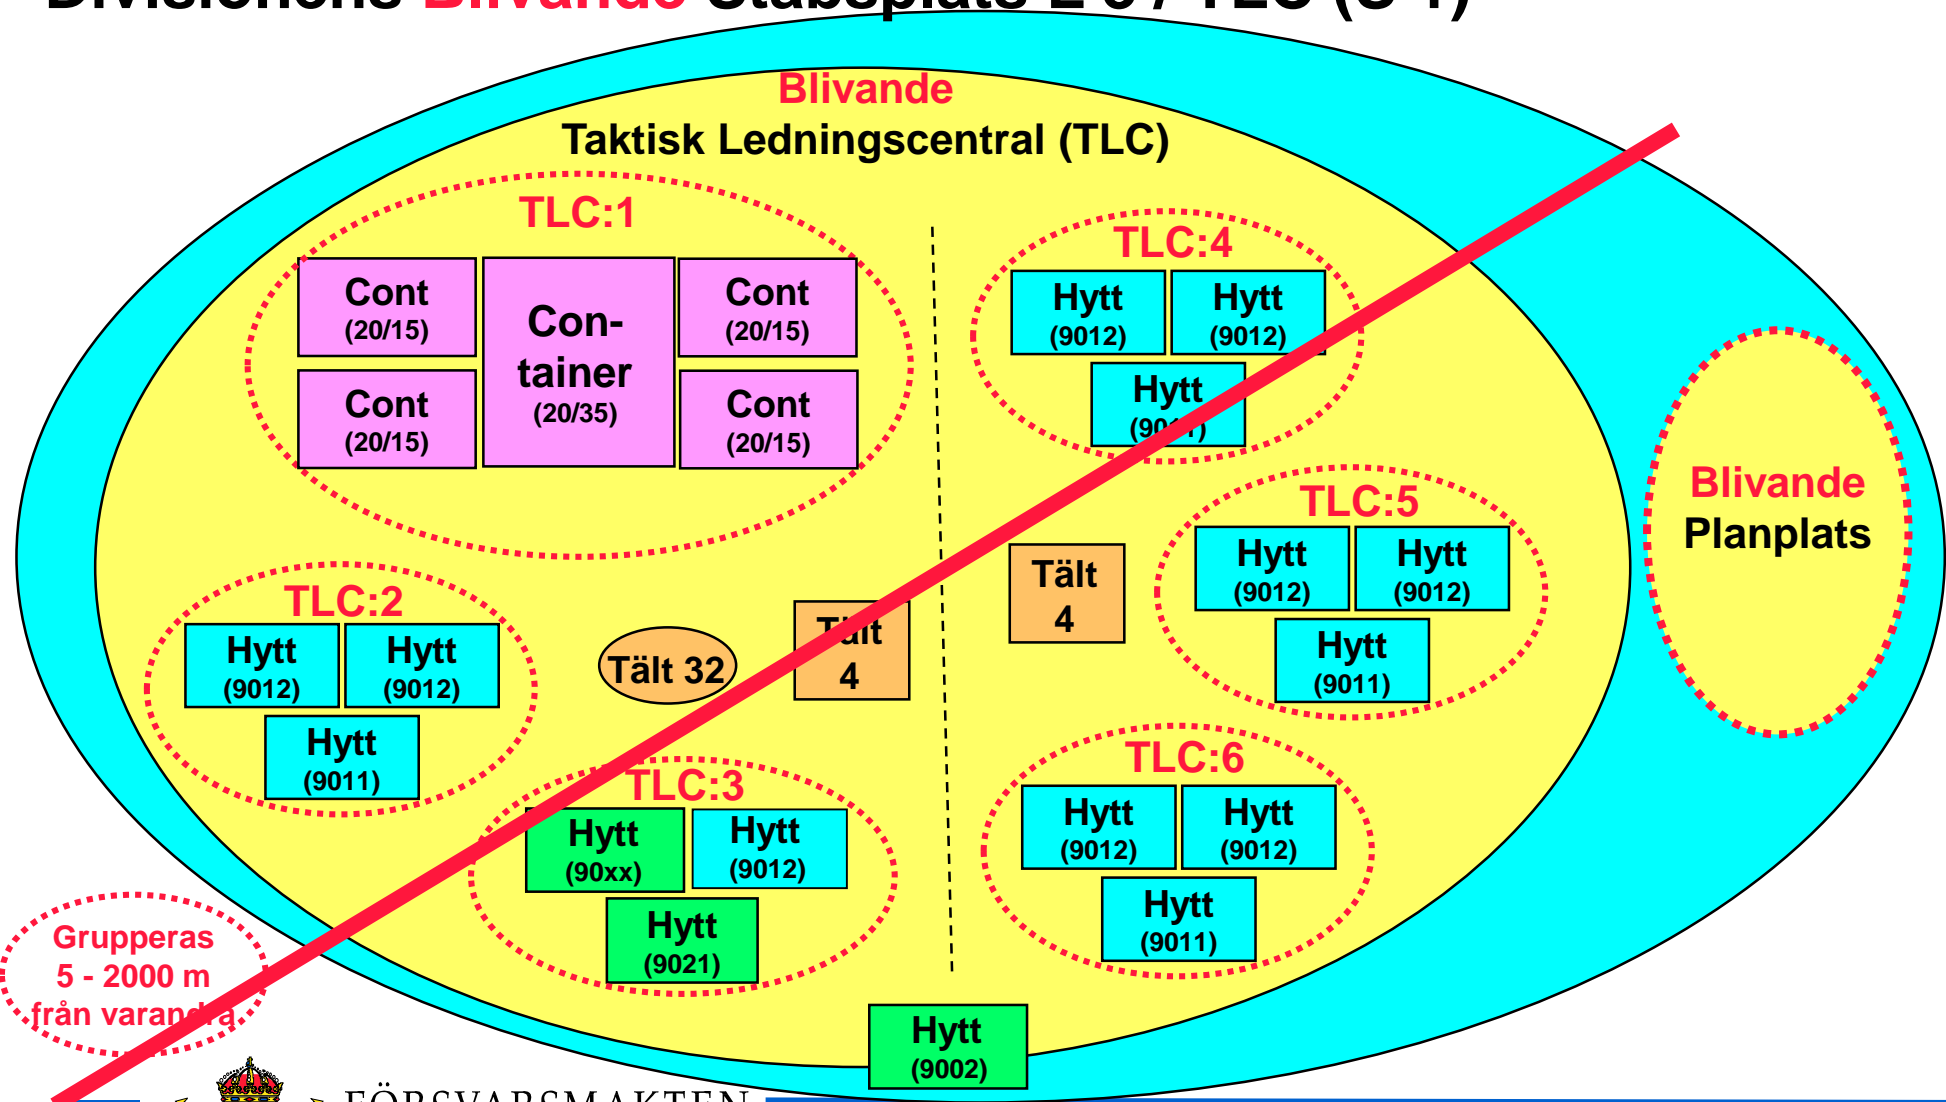 Divisionens Blivande Stabsplats
Blivande
Taktisk Ledningscentral (TLC)
TLC:1
Cont
(20/15)
Con-
tainer
(20/35)
Cont
(20/15)
Cont
(20/15)
Cont
(20/15)
TLC:4
Hytt
(9012)
Hytt
(9012)
Hytt
TLC:5
Hytt
(9012)
Hytt
(9012)
Hytt
(9011)
Blivande
Planplats
TLC:2
Hytt
(9012)
Hytt
(9012)
Hytt
(9011)
Tält 32
Tält
4
Tält
4
TLC:3
Hytt
(90xx)
Hytt
(9012)
Hytt
(9021)
TLC:6
Hytt
(9012)
Hytt
(9012)
Hytt
(9011)
Grupperas
5 - 2000 m
från varandra
Hytt
(9002)
FÖRSVARSMAKTEN